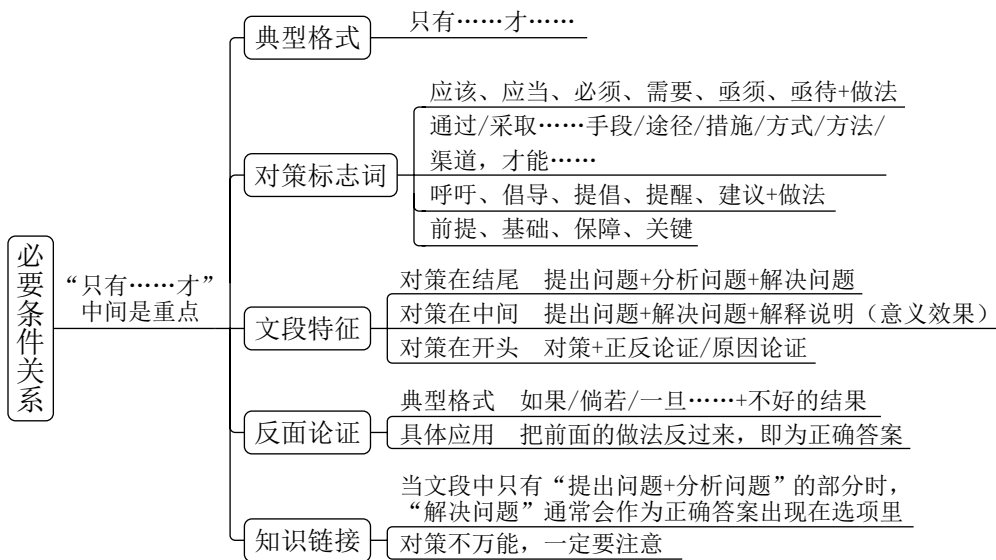 必要条件关系
“只有……才”
中间是重点
典型格式
只有……才……
对策标志词
应该、应当、必须、需要、亟须、亟待+做法
通过/采取……手段/途径/措施/方式/方法/
渠道，才能……
呼吁、倡导、提倡、提醒、建议+做法
前提、基础、保障、关键
文段特征
对策在结尾 提出问题+分析问题+解决问题
对策在中间 提出问题+解决问题+解释说明（意义效果）
对策在开头 对策+正反论证/原因论证
反面论证
典型格式 如果/倘若/一旦……+不好的结果
具体应用 把前面的做法反过来，即为正确答案
知识链接
当文段中只有“提出问题+分析问题”的部分时，
“解决问题”通常会作为正确答案出现在选项里
对策不万能，一定要注意